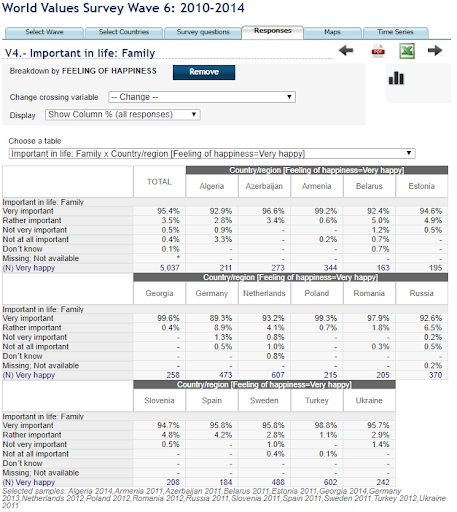 World Values Survey Wave 6: 2010-2014
Select Wave Select Countries Survey questions Responses Maps Time Series
V4.- Important in life: Family
Breakdown by FEELING OF HAPPINESS Remove
Change crossing variable -- Change --
Display Show Column % (all responses)
Choose a table
Important in life: Family x Country/region [Feeling of happiness=Very happy]
TOTAL Country/region [Feeling of happiness=Very happy]
Algeria Azerbaijan Armenia Belarus Estonia
Important in life: Family
Very important 95.4% 92.9% 96.6% 99.2% 92.4% 94.6%
Rather important 3.5% 2.8% 3.4% 0.6% 5.0% 4.9%
Not very important 0.5% 0.9% - - 1.2% 0.5%
Not at all important 0.4% 3.3% - 0.2% 0.7% -
Don´t know 0.1% - - - 0.7% -
Missing; Not available * - - - - -
(N) Very happy 5,037 211 273 344 163 195
Country/region [Feeling of happiness=Very happy]
Georgia Germany Netherlands Poland Romania Russia
Important in life: Family
Very important 99.6% 89.3% 93.2% 99.3% 97.9% 92.6%
Rather important 0.4% 8.9% 4.1% 0.7% 1.8% 6.5%
Not very important - 1.3% 0.8% - - 0.2%
Not at all important - 0.5% 1.0% - 0.3% 0.5%
Don´t know - - 0.8% - - -
Missing; Not available - - - - - 0.2%
(N) Very happy 258 473 607 215 205 370
Country/region [Feeling of happiness=Very happy]
Slovenia Spain Sweden Turkey Ukraine
Important in life: Family
Very important 94.7% 95.8% 95.8% 98.8% 95.7%
Rather important 4.8% 4.2% 2.8% 1.1% 2.9%
Not very important 0.5% - 1.0% - 1.4%
Not at all important - - 0.4% 0.1% -
Don´t know - - - - -
Missing; Not available - - - - -
(N) Very happy 208 184 488 602 242
Selected samples: Algeria 2014,Armenia 2011,Azerbaijan 2011,Belarus 2011,Estonia 2011,Georgia 2014,Germany
2013,Netherlands 2012,Poland 2012,Romania 2012,Russia 2011,Slovenia 2011,Spain 2011,Sweden 2011,Turkey 2012,Ukraine
2011